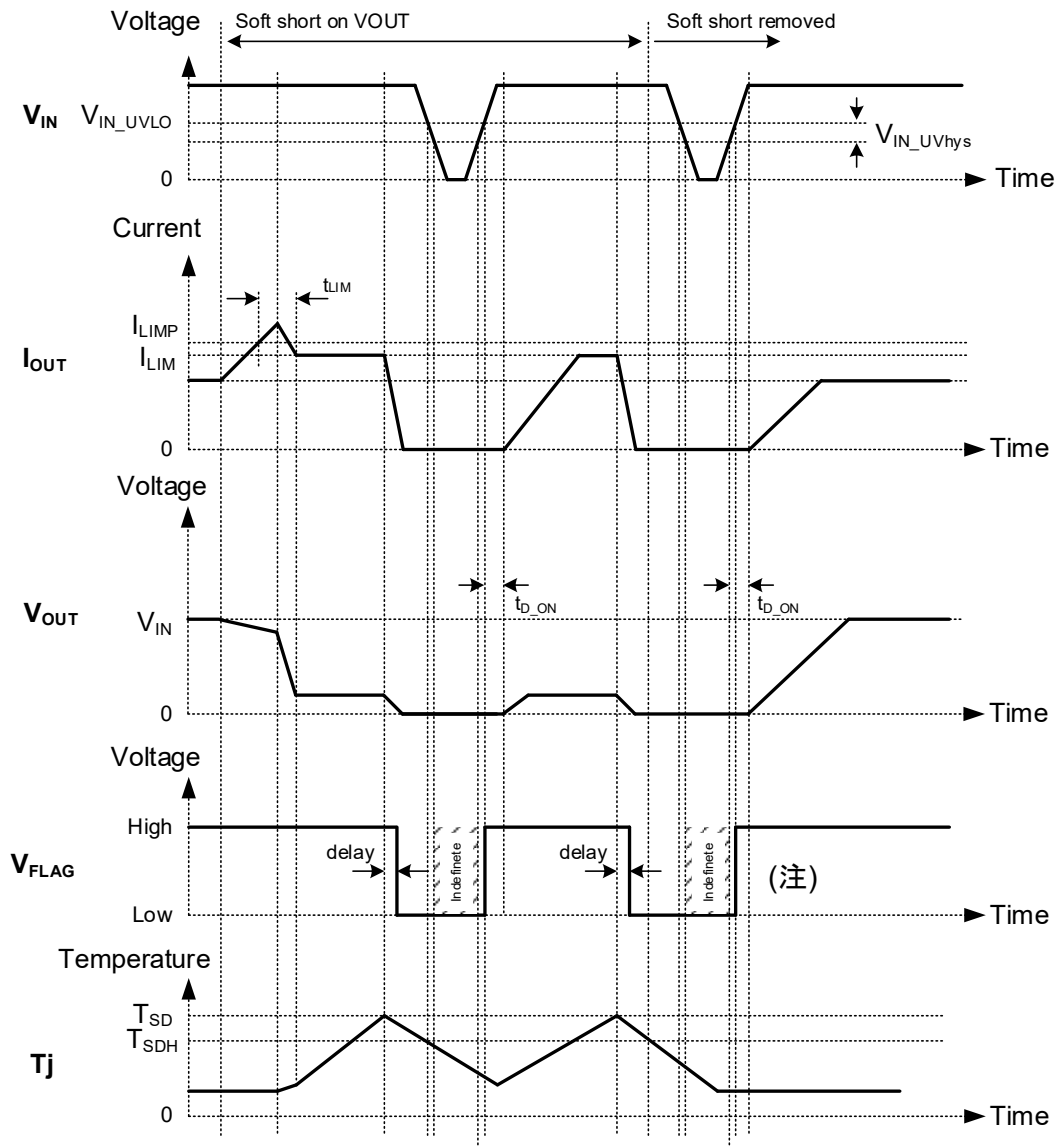 Voltage
Soft short on VOUT
Soft short removed
VIN
VIN_UVLO
VIN_UVhys
0
Time
Current
tLIM
ILIMP
IOUT
ILIM
0
Time
Voltage
tD_ON
tD_ON
VOUT
VIN
0
Time
Voltage
High
delay
Indefinete
delay
Indefinete
VFLAG
(注)
Low
Time
Temperature
TSD
TSDH
Tj
0
Time